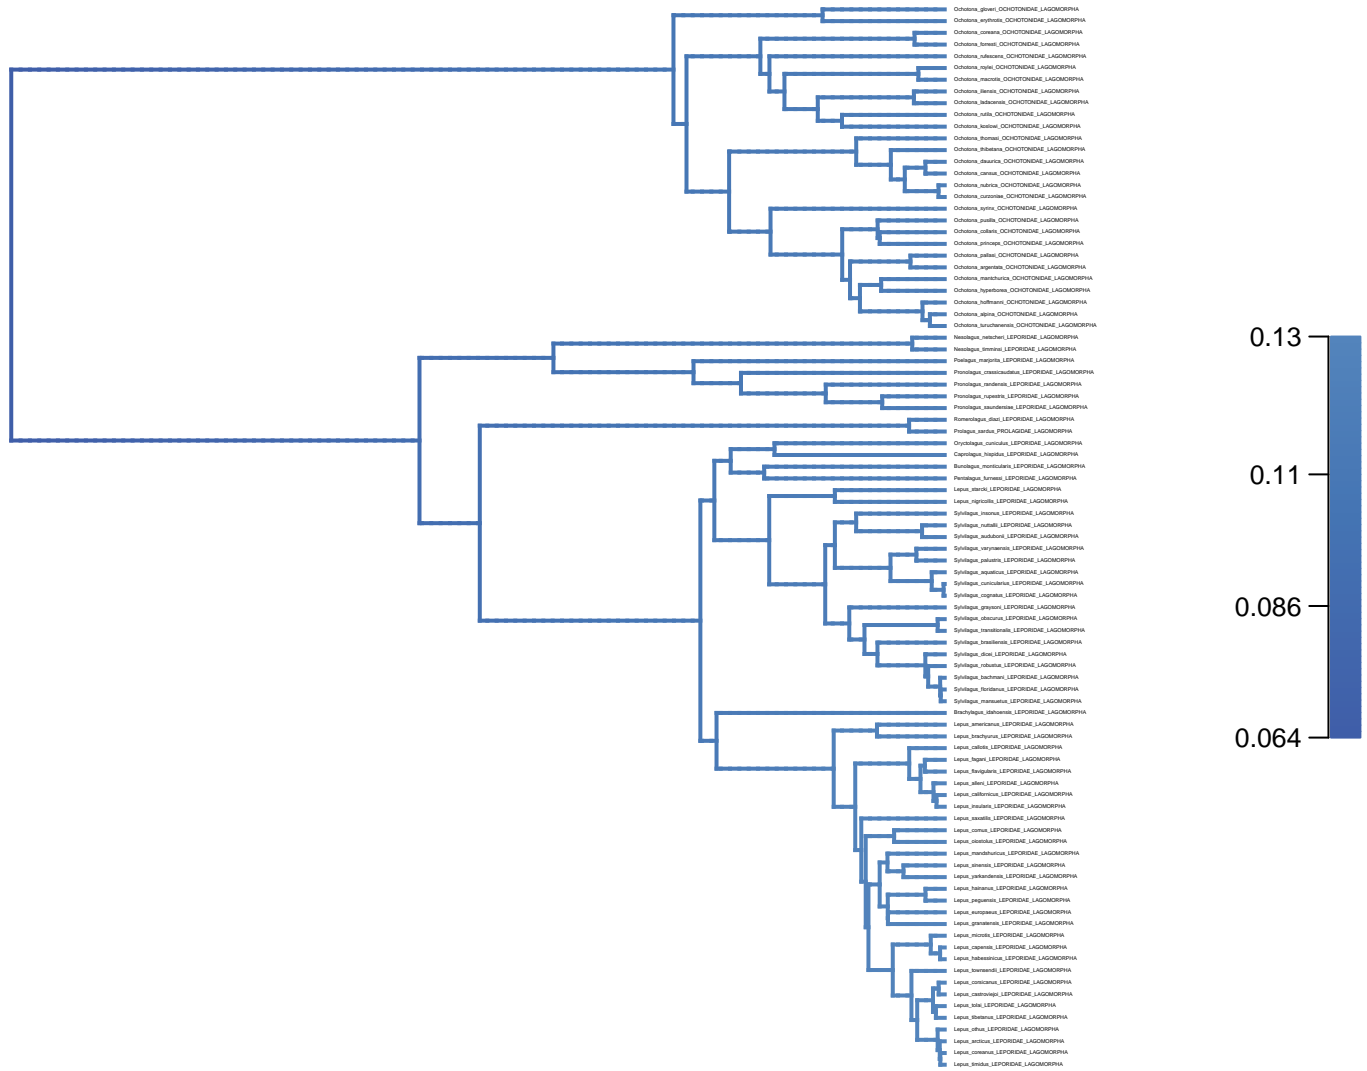 Ochotona_gloveri_OCHOTONIDAE_LAGOMORPHA
Ochotona_erythrotis_OCHOTONIDAE_LAGOMORPHA
Ochotona_coreana_OCHOTONIDAE_LAGOMORPHA
Ochotona_forresti_OCHOTONIDAE_LAGOMORPHA
Ochotona_rufescens_OCHOTONIDAE_LAGOMORPHA
Ochotona_roylei_OCHOTONIDAE_LAGOMORPHA
Ochotona_macrotis_OCHOTONIDAE_LAGOMORPHA
Ochotona_iliensis_OCHOTONIDAE_LAGOMORPHA
Ochotona_ladacensis_OCHOTONIDAE_LAGOMORPHA
Ochotona_rutila_OCHOTONIDAE_LAGOMORPHA
Ochotona_koslowi_OCHOTONIDAE_LAGOMORPHA
Ochotona_thomasi_OCHOTONIDAE_LAGOMORPHA
Ochotona_thibetana_OCHOTONIDAE_LAGOMORPHA
Ochotona_dauurica_OCHOTONIDAE_LAGOMORPHA
Ochotona_cansus_OCHOTONIDAE_LAGOMORPHA
Ochotona_nubrica_OCHOTONIDAE_LAGOMORPHA
Ochotona_curzoniae_OCHOTONIDAE_LAGOMORPHA
Ochotona_syrinx_OCHOTONIDAE_LAGOMORPHA
Ochotona_pusilla_OCHOTONIDAE_LAGOMORPHA
Ochotona_collaris_OCHOTONIDAE_LAGOMORPHA
Ochotona_princeps_OCHOTONIDAE_LAGOMORPHA
Ochotona_pallasi_OCHOTONIDAE_LAGOMORPHA
Ochotona_argentata_OCHOTONIDAE_LAGOMORPHA
Ochotona_mantchurica_OCHOTONIDAE_LAGOMORPHA
Ochotona_hyperborea_OCHOTONIDAE_LAGOMORPHA
Ochotona_hoffmanni_OCHOTONIDAE_LAGOMORPHA
Ochotona_alpina_OCHOTONIDAE_LAGOMORPHA
Ochotona_turuchanensis_OCHOTONIDAE_LAGOMORPHA
Nesolagus_netscheri_LEPORIDAE_LAGOMORPHA
Nesolagus_timminsi_LEPORIDAE_LAGOMORPHA
Poelagus_marjorita_LEPORIDAE_LAGOMORPHA
Pronolagus_crassicaudatus_LEPORIDAE_LAGOMORPHA
Pronolagus_randensis_LEPORIDAE_LAGOMORPHA
Pronolagus_rupestris_LEPORIDAE_LAGOMORPHA
Pronolagus_saundersiae_LEPORIDAE_LAGOMORPHA
Romerolagus_diazi_LEPORIDAE_LAGOMORPHA
Prolagus_sardus_PROLAGIDAE_LAGOMORPHA
Oryctolagus_cuniculus_LEPORIDAE_LAGOMORPHA
Caprolagus_hispidus_LEPORIDAE_LAGOMORPHA
Bunolagus_monticularis_LEPORIDAE_LAGOMORPHA
Pentalagus_furnessi_LEPORIDAE_LAGOMORPHA
Lepus_starcki_LEPORIDAE_LAGOMORPHA
Lepus_nigricollis_LEPORIDAE_LAGOMORPHA
Sylvilagus_insonus_LEPORIDAE_LAGOMORPHA
Sylvilagus_nuttallii_LEPORIDAE_LAGOMORPHA
Sylvilagus_audubonii_LEPORIDAE_LAGOMORPHA
Sylvilagus_varynaensis_LEPORIDAE_LAGOMORPHA
Sylvilagus_palustris_LEPORIDAE_LAGOMORPHA
Sylvilagus_aquaticus_LEPORIDAE_LAGOMORPHA
Sylvilagus_cunicularius_LEPORIDAE_LAGOMORPHA
Sylvilagus_cognatus_LEPORIDAE_LAGOMORPHA
Sylvilagus_graysoni_LEPORIDAE_LAGOMORPHA
Sylvilagus_obscurus_LEPORIDAE_LAGOMORPHA
Sylvilagus_transitionalis_LEPORIDAE_LAGOMORPHA
Sylvilagus_brasiliensis_LEPORIDAE_LAGOMORPHA
Sylvilagus_dicei_LEPORIDAE_LAGOMORPHA
Sylvilagus_robustus_LEPORIDAE_LAGOMORPHA
Sylvilagus_bachmani_LEPORIDAE_LAGOMORPHA
Sylvilagus_floridanus_LEPORIDAE_LAGOMORPHA
Sylvilagus_mansuetus_LEPORIDAE_LAGOMORPHA
Brachylagus_idahoensis_LEPORIDAE_LAGOMORPHA
Lepus_americanus_LEPORIDAE_LAGOMORPHA
Lepus_brachyurus_LEPORIDAE_LAGOMORPHA
Lepus_callotis_LEPORIDAE_LAGOMORPHA
Lepus_fagani_LEPORIDAE_LAGOMORPHA
Lepus_flavigularis_LEPORIDAE_LAGOMORPHA
Lepus_alleni_LEPORIDAE_LAGOMORPHA
Lepus_californicus_LEPORIDAE_LAGOMORPHA
Lepus_insularis_LEPORIDAE_LAGOMORPHA
Lepus_saxatilis_LEPORIDAE_LAGOMORPHA
Lepus_comus_LEPORIDAE_LAGOMORPHA
Lepus_oiostolus_LEPORIDAE_LAGOMORPHA
Lepus_mandshuricus_LEPORIDAE_LAGOMORPHA
Lepus_sinensis_LEPORIDAE_LAGOMORPHA
Lepus_yarkandensis_LEPORIDAE_LAGOMORPHA
Lepus_hainanus_LEPORIDAE_LAGOMORPHA
Lepus_peguensis_LEPORIDAE_LAGOMORPHA
Lepus_europaeus_LEPORIDAE_LAGOMORPHA
Lepus_granatensis_LEPORIDAE_LAGOMORPHA
Lepus_microtis_LEPORIDAE_LAGOMORPHA
Lepus_capensis_LEPORIDAE_LAGOMORPHA
Lepus_habessinicus_LEPORIDAE_LAGOMORPHA
Lepus_townsendii_LEPORIDAE_LAGOMORPHA
Lepus_corsicanus_LEPORIDAE_LAGOMORPHA
Lepus_castroviejoi_LEPORIDAE_LAGOMORPHA
Lepus_tolai_LEPORIDAE_LAGOMORPHA
Lepus_tibetanus_LEPORIDAE_LAGOMORPHA
Lepus_othus_LEPORIDAE_LAGOMORPHA
Lepus_arcticus_LEPORIDAE_LAGOMORPHA
Lepus_coreanus_LEPORIDAE_LAGOMORPHA
Lepus_timidus_LEPORIDAE_LAGOMORPHA
0.13
0.11
0.086
0.064